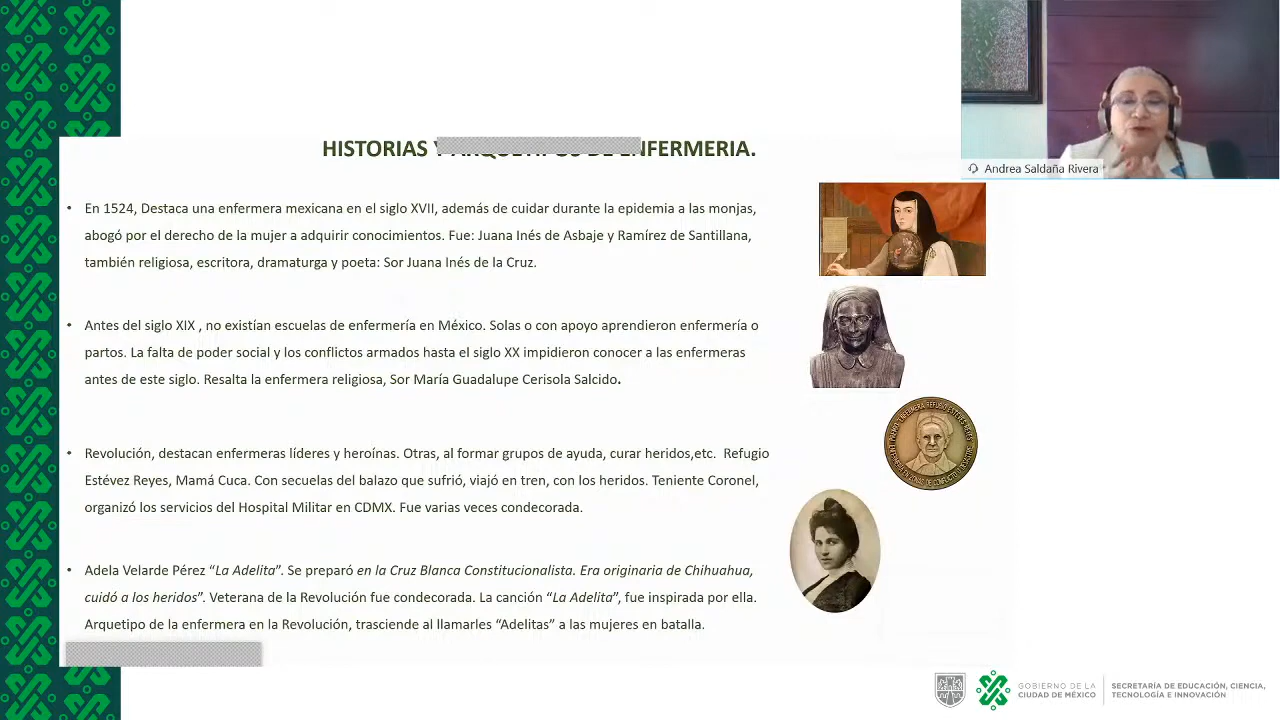 HISTORIAS Y ARQUETIPOS DE ENFERMERIA.
Andrea Saldaña Rivera
• En 1524, Destaca una enfermera mexicana en el siglo XVII, además de cuidar durante la epidemia a las monjas,
abogó por el derecho de la mujer a adquirir conocimientos. Fue: Juana Inés de Asbaje y Ramírez de Santillana,
también religiosa, escritora, dramaturga y poeta: Sor Juana Inés de la Cruz.
• Antes del siglo XIX , no existían escuelas de enfermería en México. Solas o con apoyo aprendieron enfermería o
partos. La falta de poder social y los conflictos armados hasta el siglo XX impidieron conocer a las enfermeras
antes de este siglo. Resalta la enfermera religiosa, Sor María Guadalupe Cerisola Salcido.
• Revolución, destacan enfermeras líderes y heroínas. Otras, al formar grupos de ayuda, curar heridos,etc. Refugio
Estévez Reyes, Mamá Cuca. Con secuelas del balazo que sufrió, viajó en tren, con los heridos. Teniente Coronel,
organizó los servicios del Hospital Militar en CDMX. Fue varias veces condecorada.
• Adela Velarde Pérez “La Adelita”. Se preparó en la Cruz Blanca Constitucionalista. Era originaria de Chihuahua,
cuidó a los heridos”. Veterana de la Revolución fue condecorada. La canción “La Adelita”, fue inspirada por ella.
Arquetipo de la enfermera en la Revolución, trasciende al llamarles “Adelitas” a las mujeres en batalla.
GOBIERNO DE LA
CIUDAD DE MÉXICO
SECRETARÍA DE EDUCACIÓN, CIENCIA,
TECNOLOGÍA E INNOVACIÓN